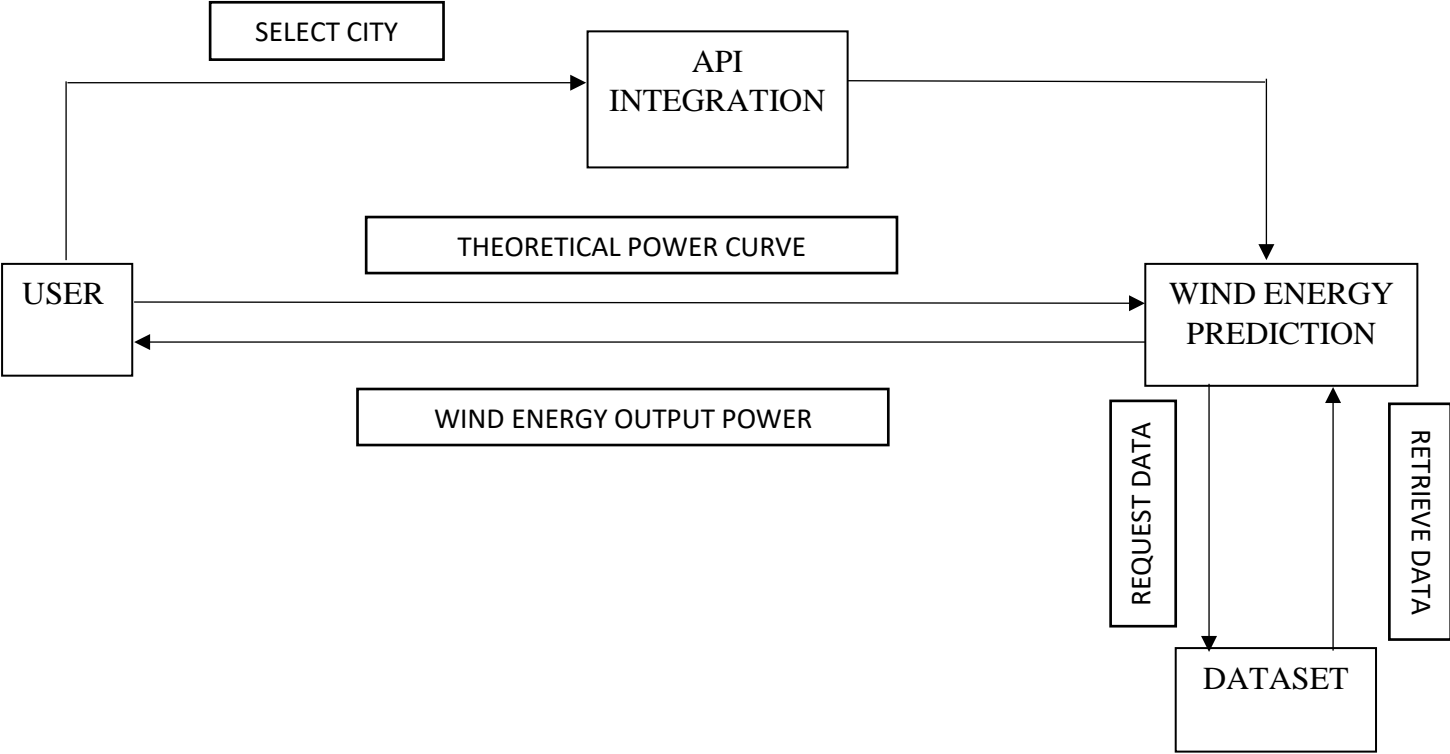 SELECT CITY
API
INTEGRATION
THEORETICAL POWER CURVE
USER
WIND ENERGY
PREDICTION
WIND ENERGY OUTPUT POWER
REQUEST DATA
RETRIEVE DATA
DATASET